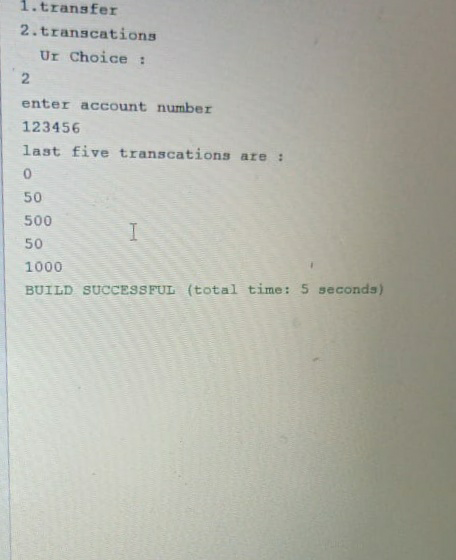 1.transfer
2.transcations
Ur Choice :
2
enter account number
123456
last five transcations are :
0
50
500
50
1000
BUILD SUCCESSFUL (total time: 5 seconds)